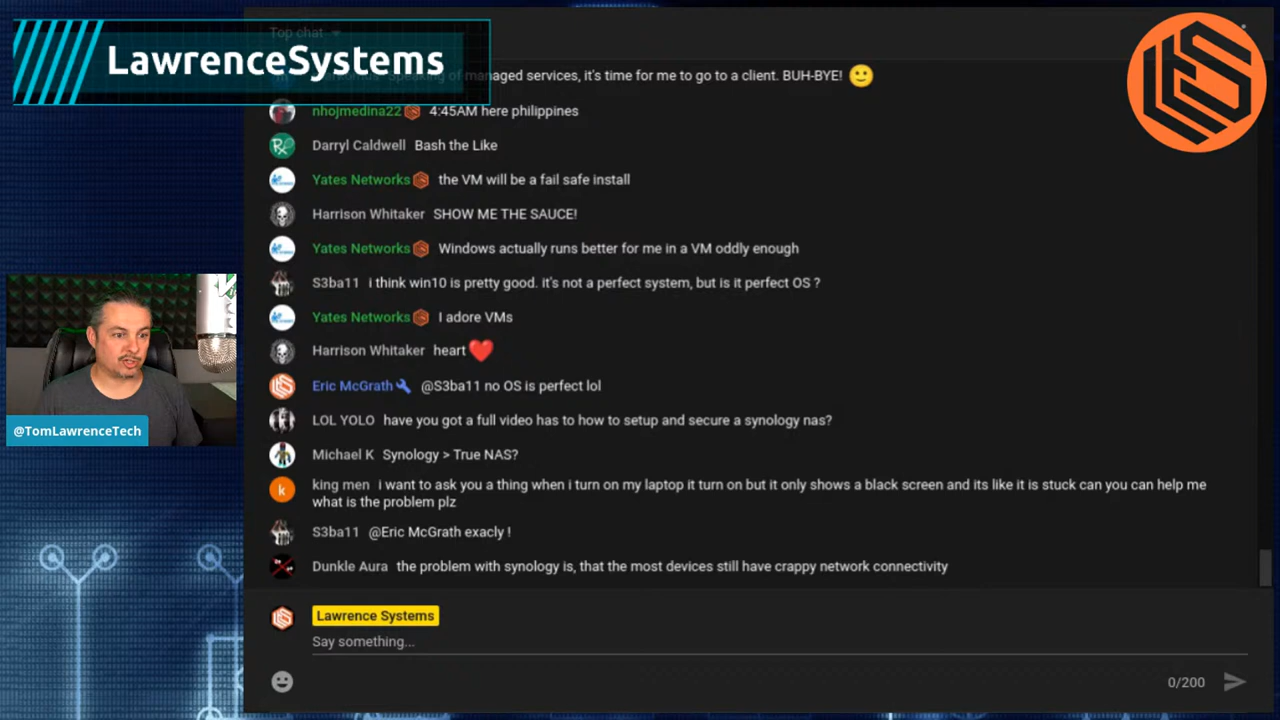 LawrenceSystems
Top chat
speaking of managed services, it's time for me to go to a client. BUH-BYE!
nhojmedina22 4:45AM here philippines
Darryl Caldwell Bash the Like
Yates Networks the VM will be a fail safe install
Harrison Whitaker SHOW ME THE SAUCE!
Yates Networks Windows actually runs better for me in a VM oddly enough
S3ba11 i think win10 is pretty good. it's not a perfect system, but is it perfect OS ?
Yates Networks I adore VMs
Harrison Whitaker heart ❤️
Eric McGrath @S3ba11 no OS is perfect lol
LOL YOLO have you got a full video has to how to setup and secure a synology nas?
Michael K Synology > True NAS?
king men i want to ask you a thing when i turn on my laptop it turn on but it only shows a black screen and its like it is stuck can you can help me
what is the problem plz
S3ba11 @Eric McGrath exacly !
Dunkle Aura the problem with synology is, that the most devices still have crappy network connectivity
@TomLawrenceTech
Lawrence Systems
Say something...
0/200